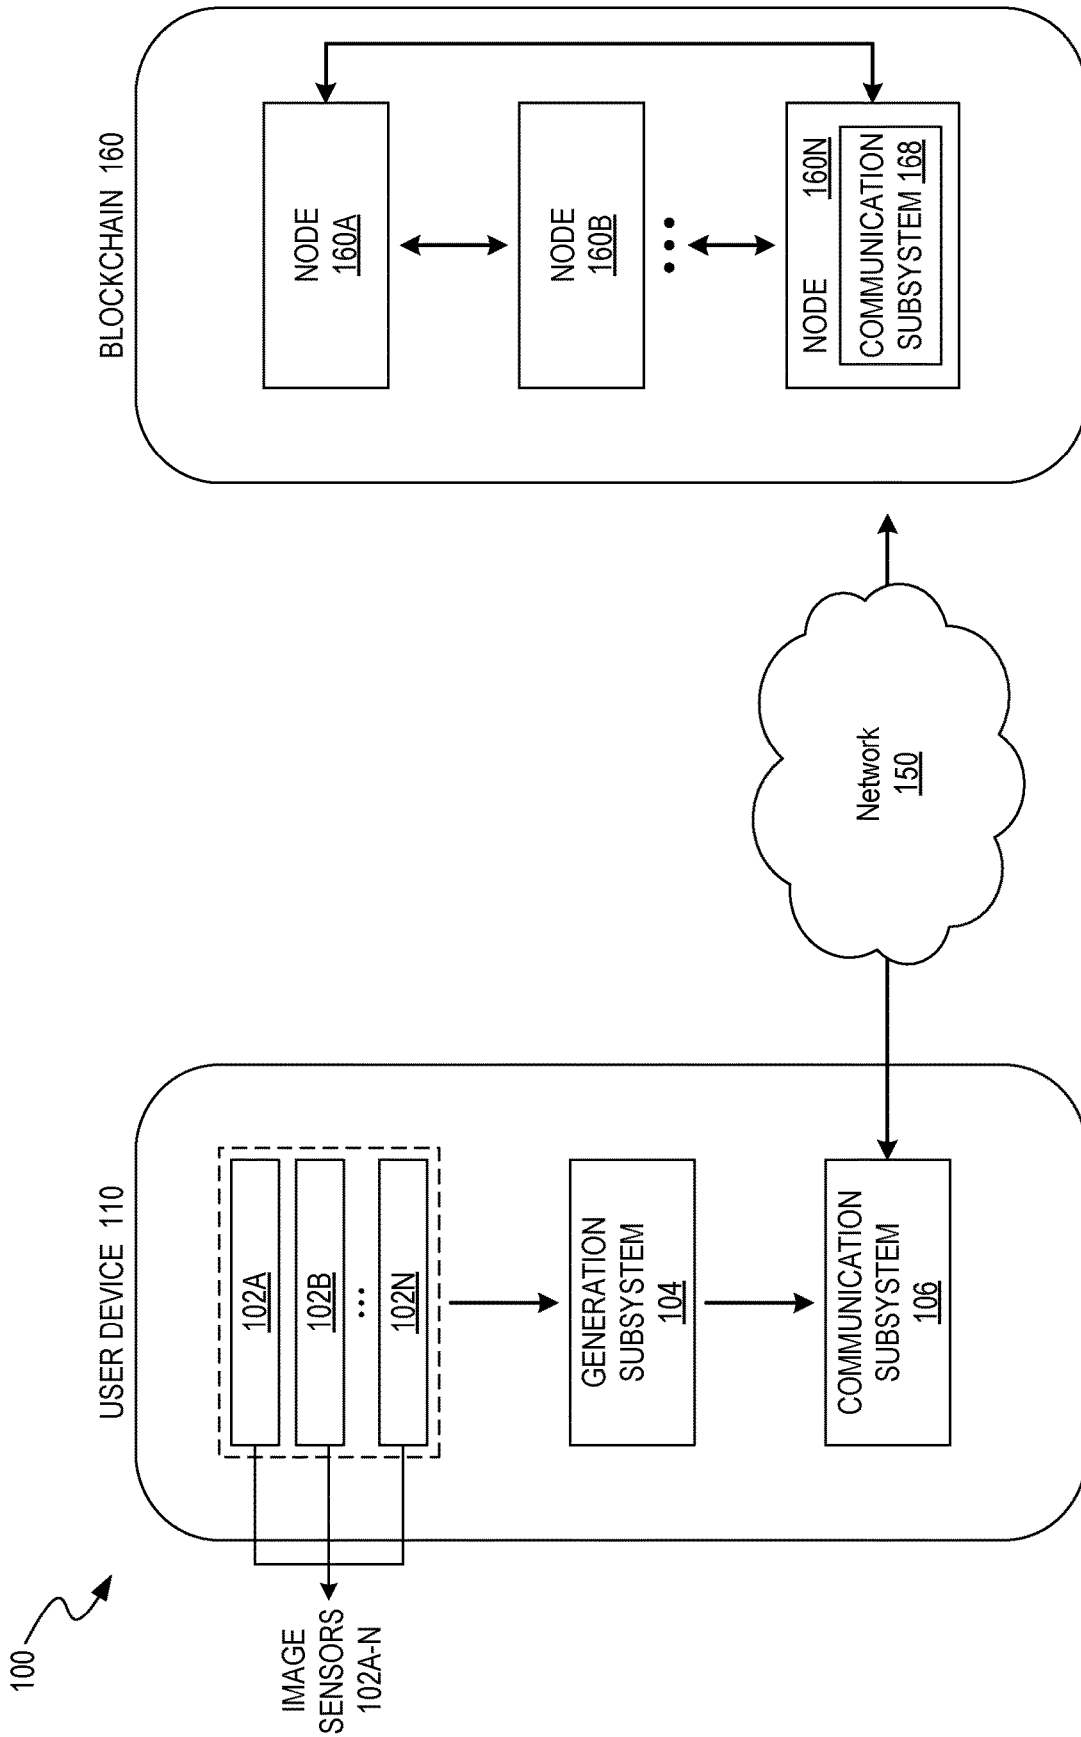 100
USER DEVICE 110
IMAGE
SENSORS
102A-N
102A
102B
...
102N
GENERATION
SUBSYSTEM
104
COMMUNICATION
SUBSYSTEM
106
Network
150
BLOCKCHAIN 160
NODE
160A
NODE
160B
...
NODE 160N
COMMUNICATION
SUBSYSTEM 168